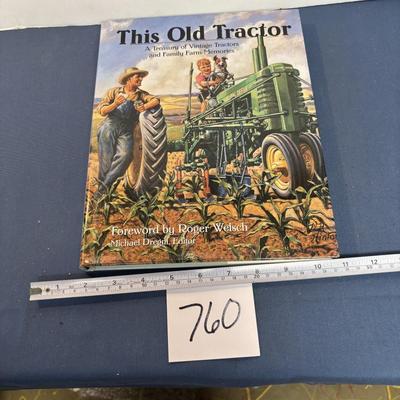 This Old Tractor
A Treasury of Vintage Tractors
and Family Farm Memories
Foreword by Roger Welsch
Michael Dregni, Editor
1 2 3 4 5 6 7 8 9 10 11 12
760